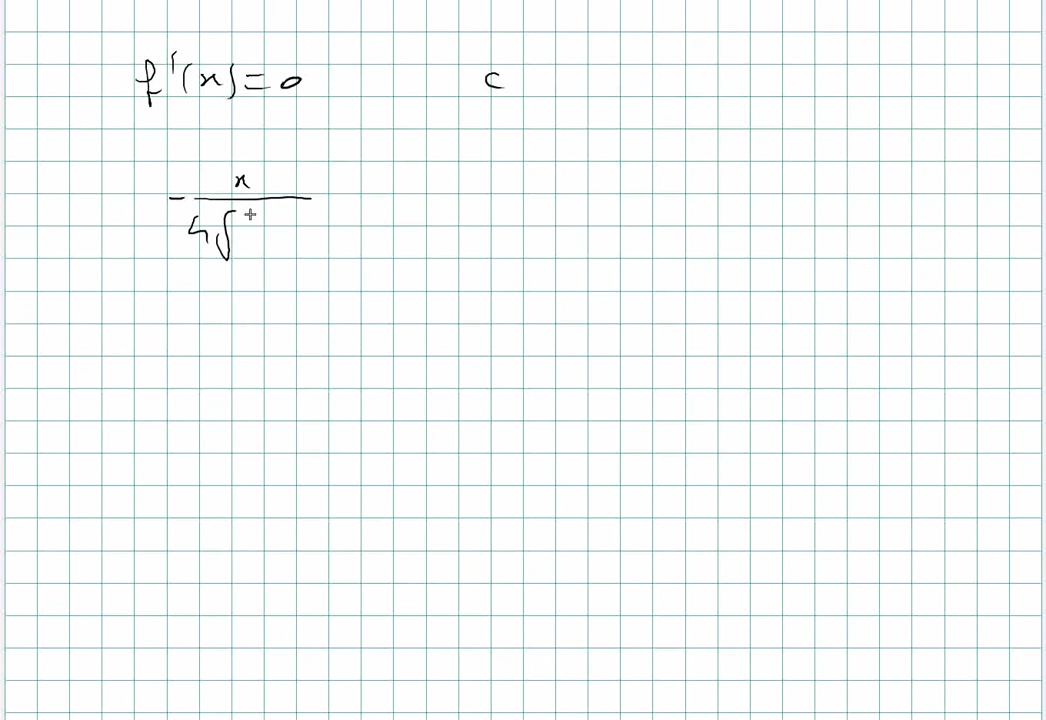 f'(x) = 0 c
- x
4√